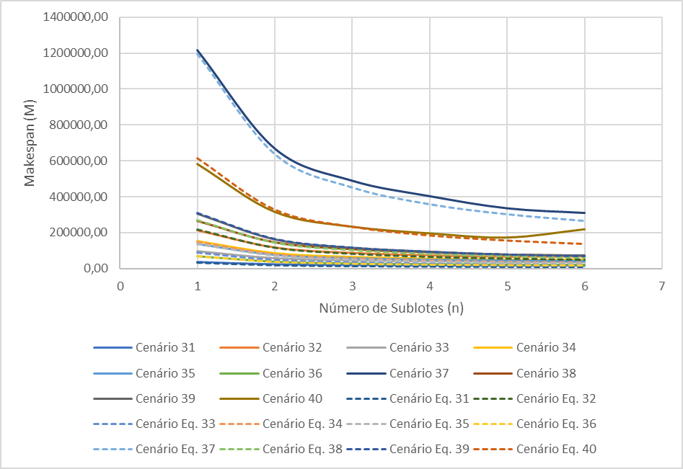 1400000,00
1200000,00
1000000,00
800000,00
600000,00
400000,00
200000,00
0,00
Makespan (M)
0 1 2 3 4 5 6 7
Número de Sublotes (n)
Cenário 31 Cenário 32 Cenário 33 Cenário 34
Cenário 35 Cenário 36 Cenário 37 Cenário 38
Cenário 39 Cenário 40 Cenário Eq. 31 Cenário Eq. 32
Cenário Eq. 33 Cenário Eq. 34 Cenário Eq. 35 Cenário Eq. 36
Cenário Eq. 37 Cenário Eq. 38 Cenário Eq. 39 Cenário Eq. 40